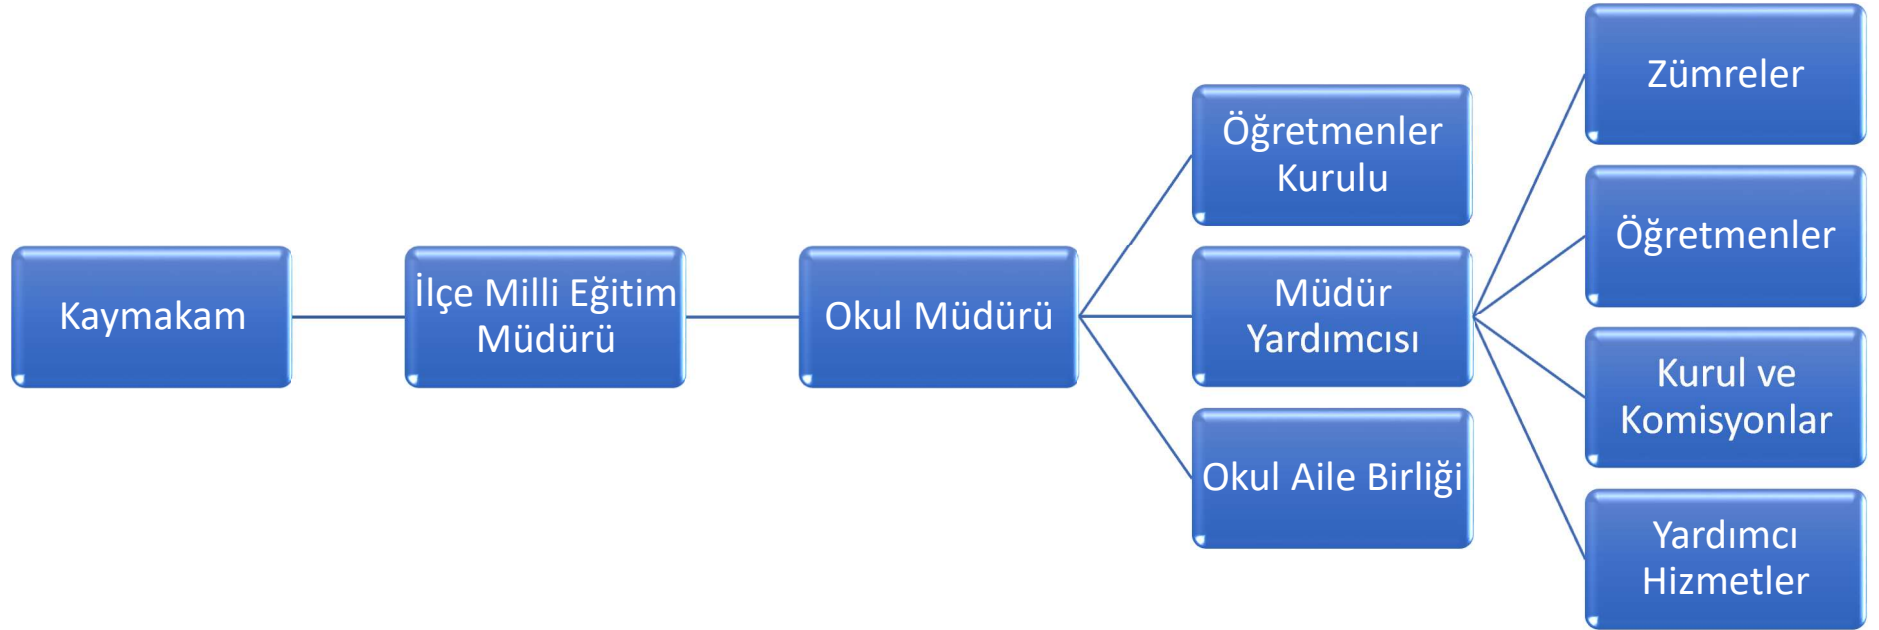 Kaymakam
İlçe Milli Eğitim
Müdürü
Okul Müdürü
Öğretmenler
Kurulu
Müdür
Yardımcısı
Okul Aile Birliği
Zümreler
Öğretmenler
Kurul ve
Komisyonlar
Yardımcı
Hizmetler